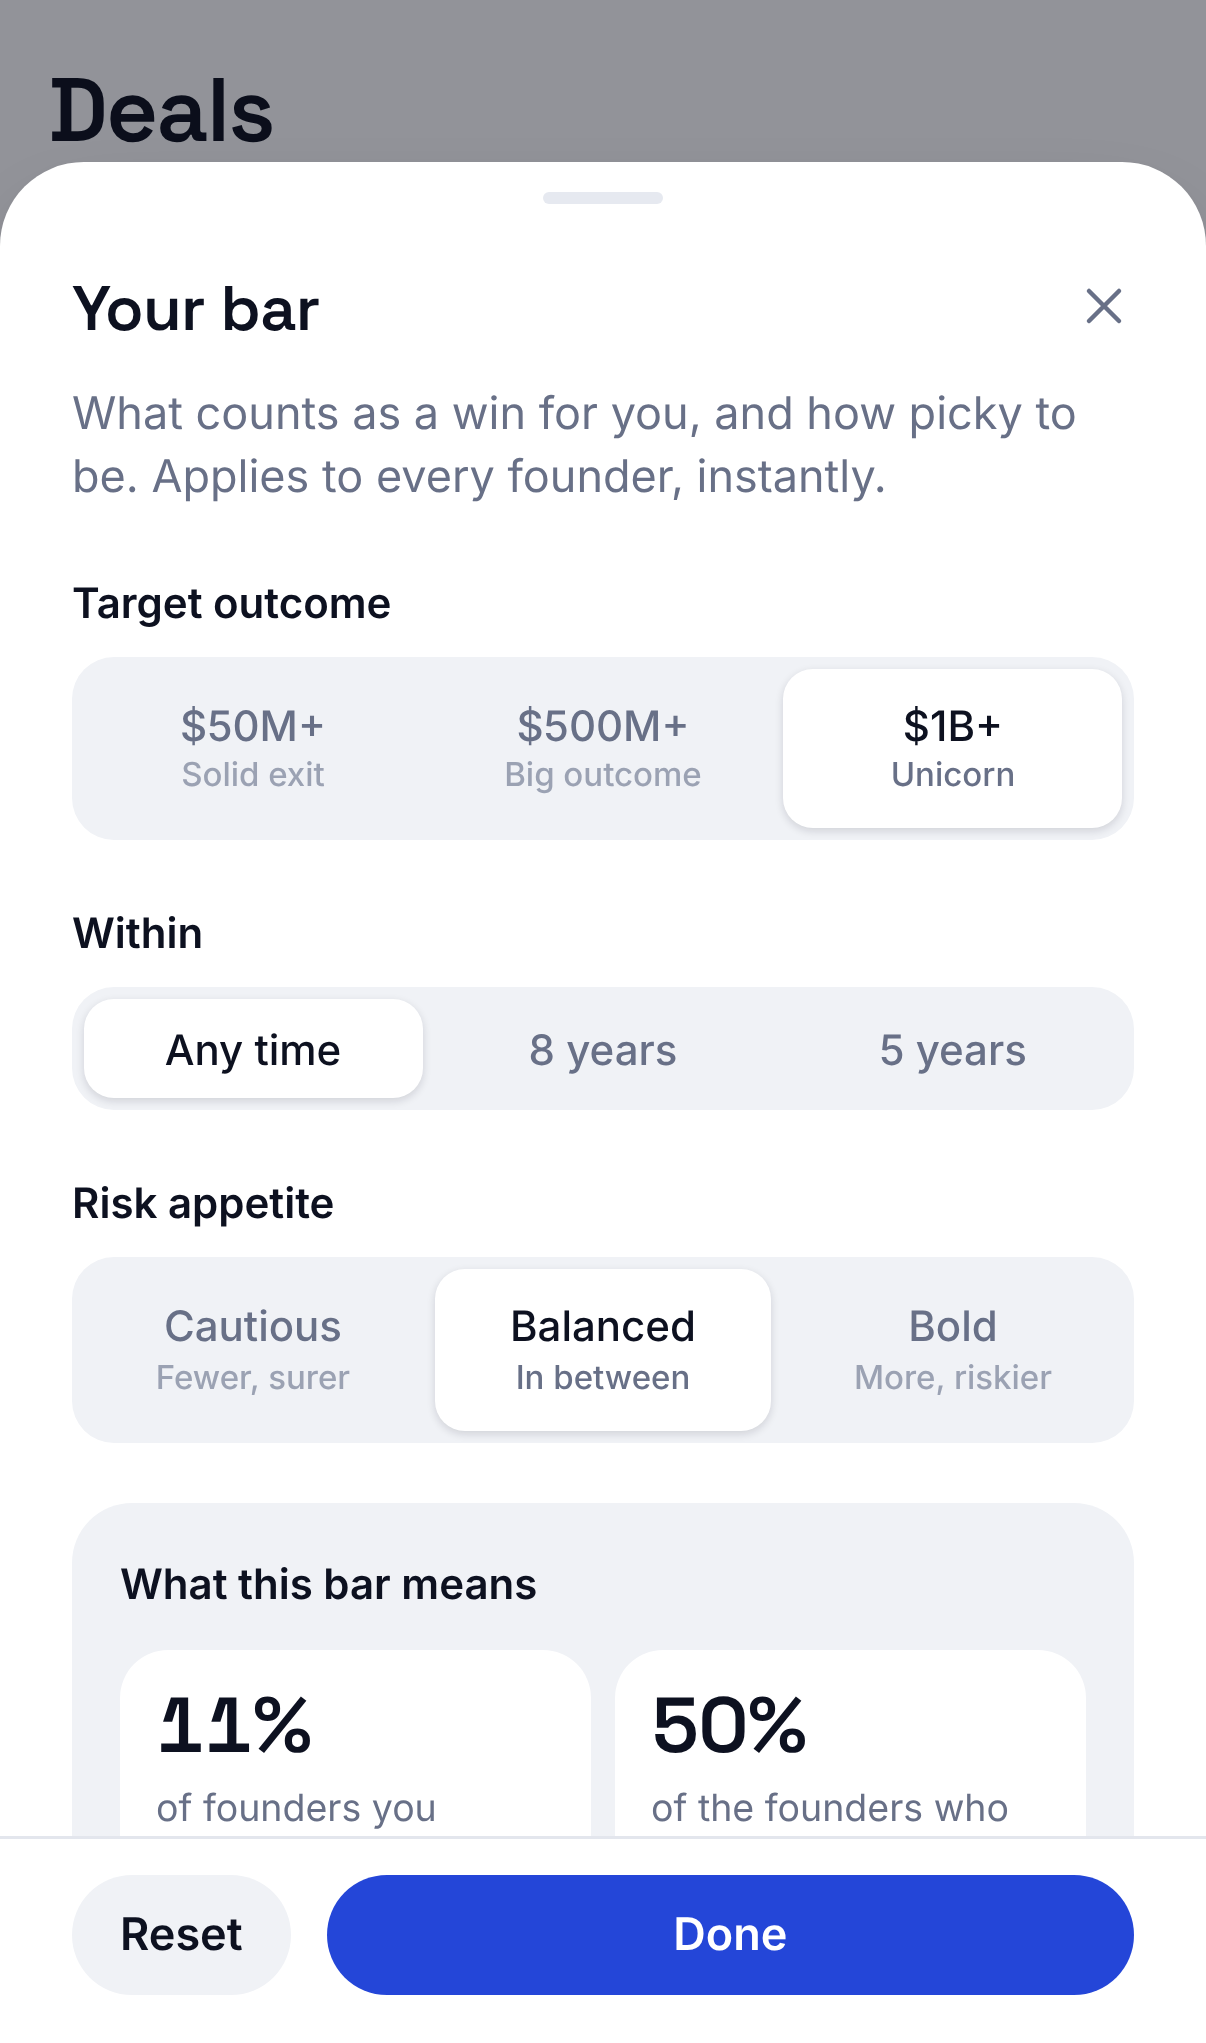 Deals
Your bar
What counts as a win for you, and how picky to
be. Applies to every founder, instantly.
Target outcome
$50M+
Solid exit
$500M+
Big outcome
$1B+
Unicorn
Within
Any time
8 years
5 years
Risk appetite
Cautious
Fewer, surer
Balanced
In between
Bold
More, riskier
What this bar means
11%
of founders you
50%
of the founders who
Reset
Done